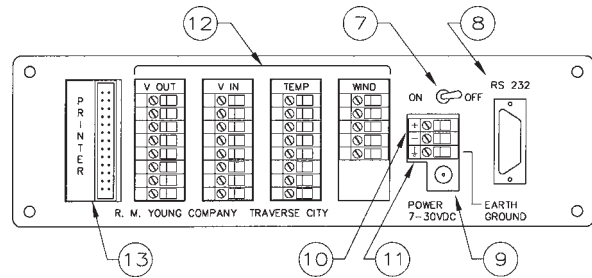 12
7
8
V OUT
V IN
TEMP
WIND
ON
OFF
RS 232
PRINTER
+
−
R. M. YOUNG COMPANY TRAVERSE CITY
POWER
7-30VDC
EARTH
GROUND
13
10
11
9